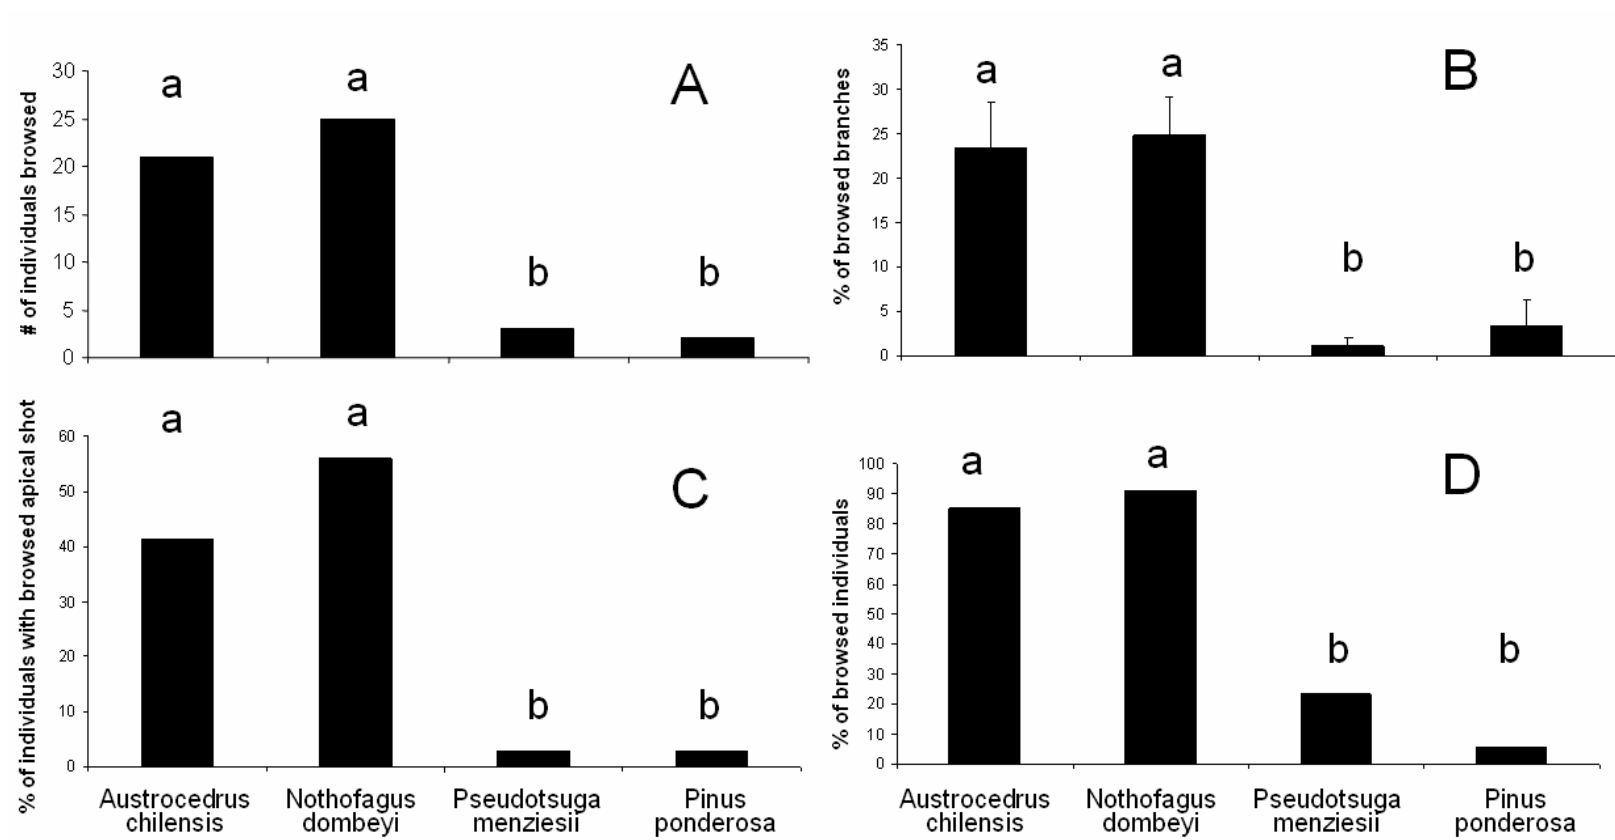 A
# of individuals browsed
30
25
20
15
10
5
0
a
a
b
b
B
% of browsed branches
35
30
25
20
15
10
5
0
a
a
b
b
C
% of individuals with browsed apical shot
60
50
40
30
20
10
0
a
a
b
b
Austrocedrus
chilensis
Nothofagus
dombeyi
Pseudotsuga
menziesii
Pinus
ponderosa
D
% of browsed individuals
100
90
80
70
60
50
40
30
20
10
0
a
a
b
b
Austrocedrus
chilensis
Nothofagus
dombeyi
Pseudotsuga
menziesii
Pinus
ponderosa